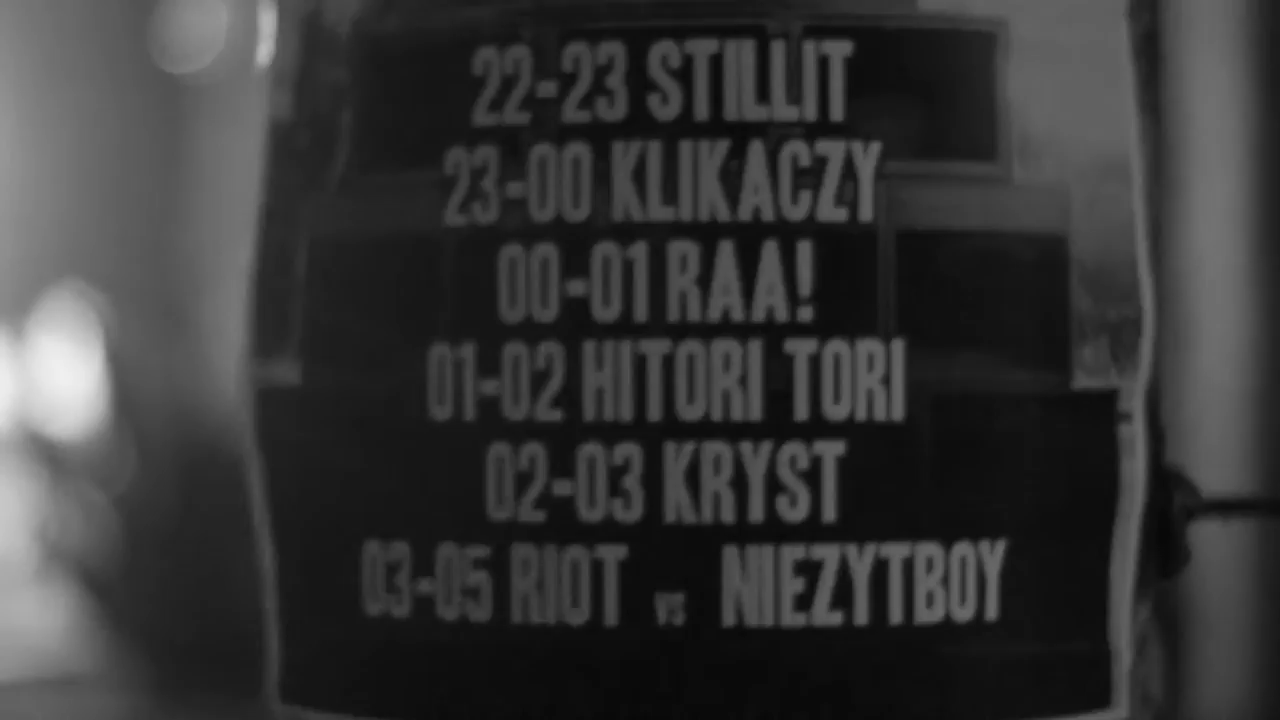 22-23 STILLIT
23-00 KLIKACZY
00-01 RAA!
01-02 HITORI TORI
02-03 KRYST
03-05 RIOT vs NIEZYTBOY